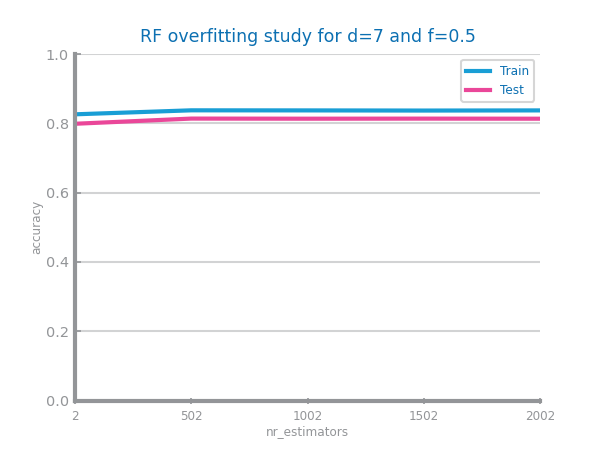 RF overfitting study for d=7 and f=0.5
1.0
0.8
0.6
0.4
0.2
0.0
accuracy
Train
Test
2 502 1002 1502 2002
nr_estimators